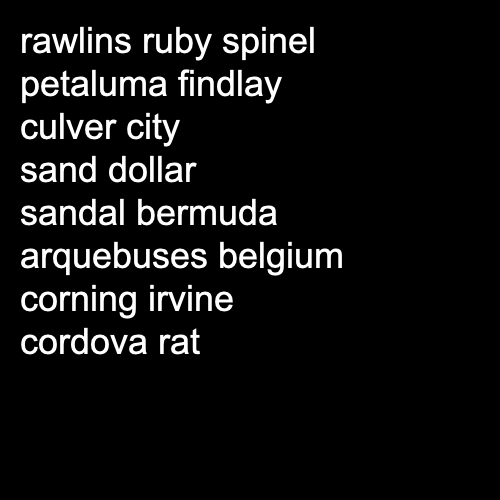 rawlins ruby spinel
petaluma findlay
culver city
sand dollar
sandal bermuda
arquebuses belgium
corning irvine
cordova rat